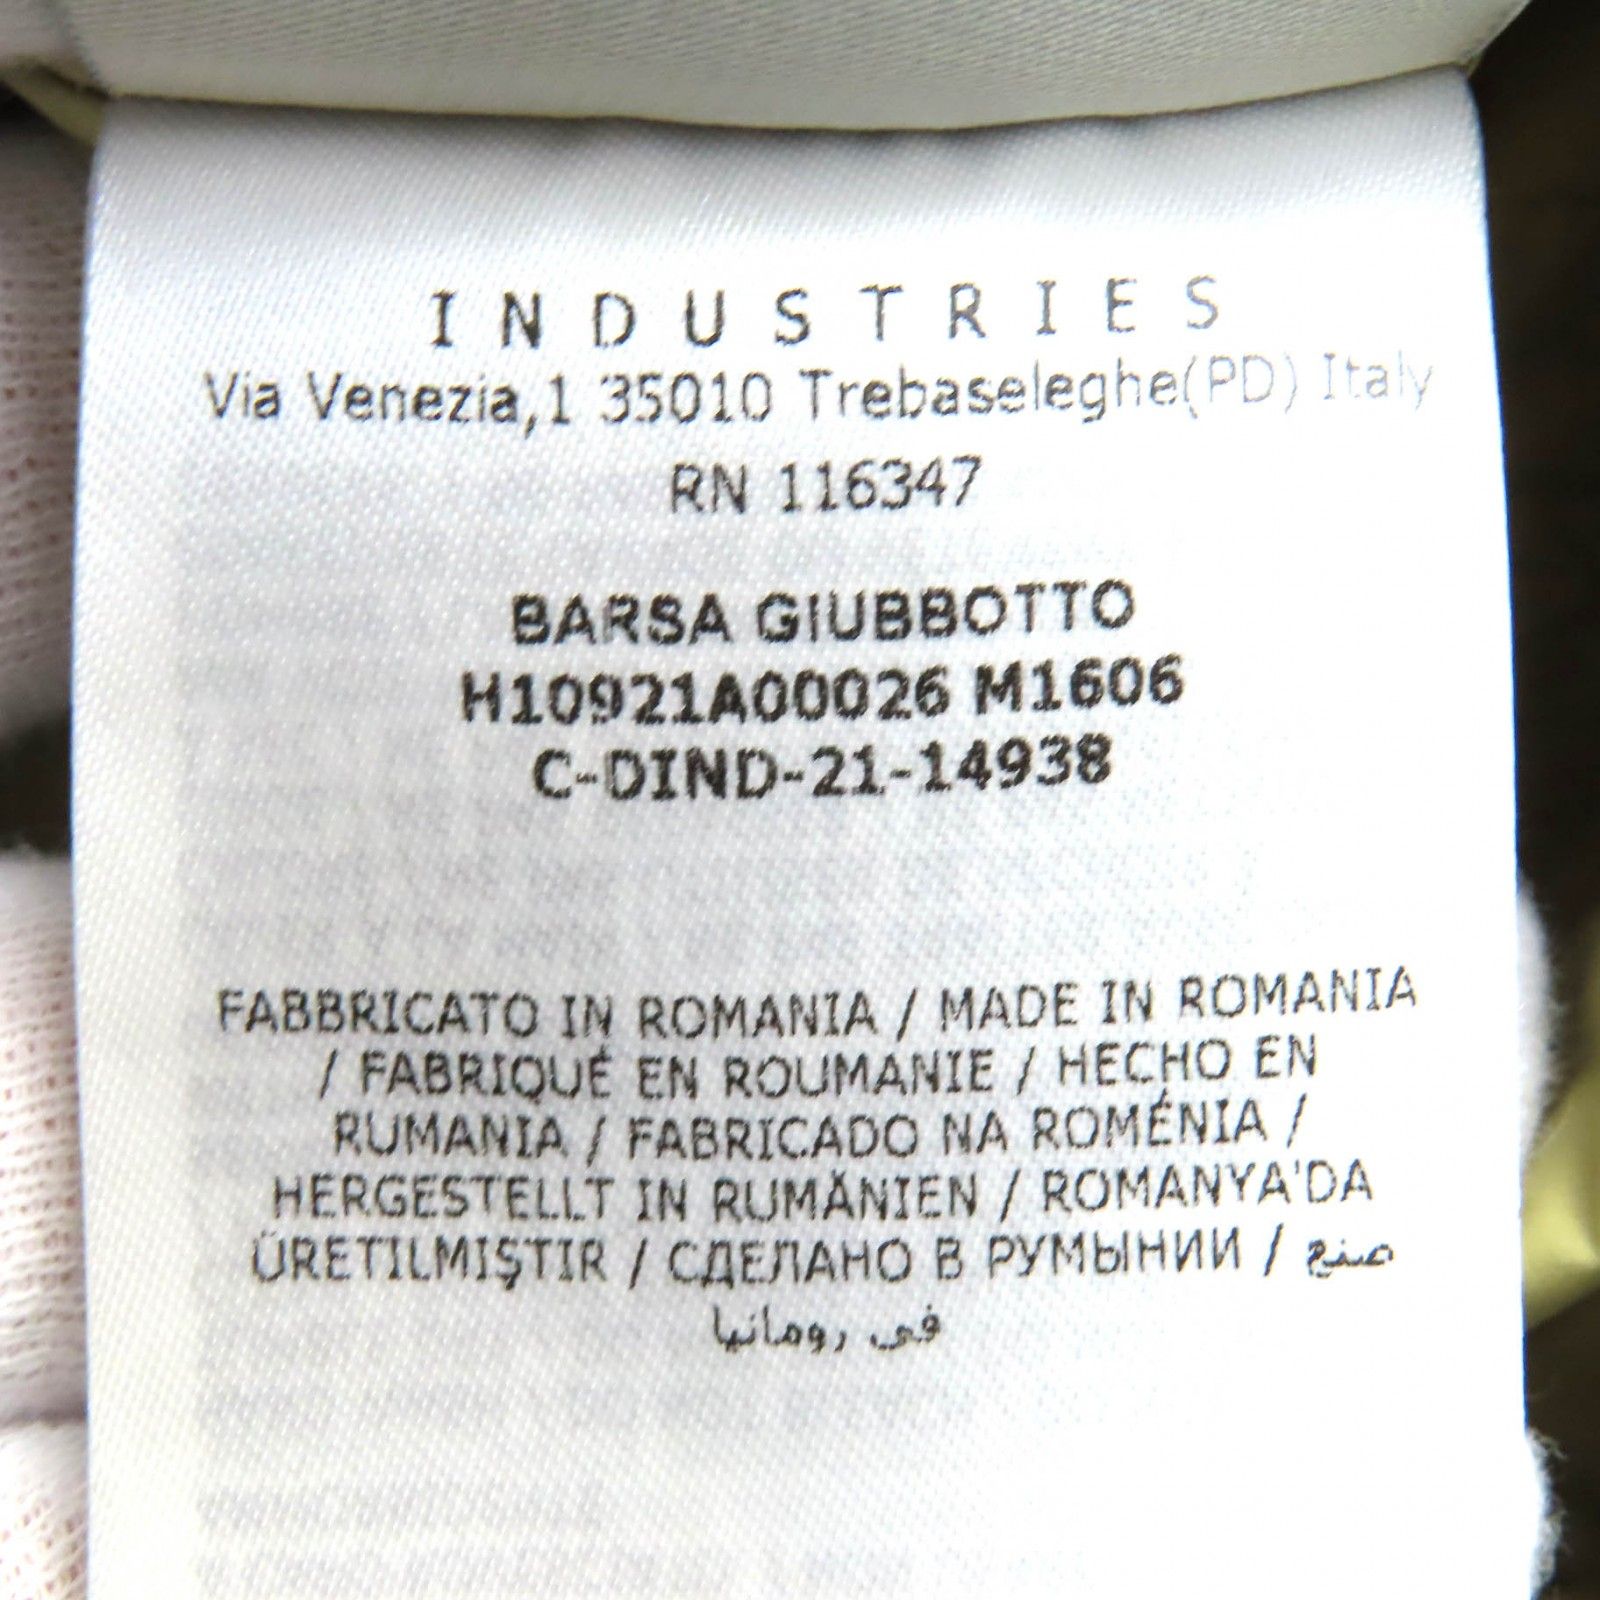 INDUSTRIES
Via Venezia,1 35010 Trebaseleghe(PD) Italy
RN 116347
BARSA GIUBBOTTO
H10921A00026 M1606
C-DIND-21-14938
FABBRICATO IN ROMANIA / MADE IN ROMANIA
/ FABRIQUÉ EN ROUMANIE / HECHO EN
RUMANIA / FABRICADO NA ROMÉNIA /
HERGESTELLT IN RUMÄNIEN / ROMANYA'DA
ÜRETILMIŞTIR / СДЕЛАНО В РУМЫНИИ / صنع
في رومانيا